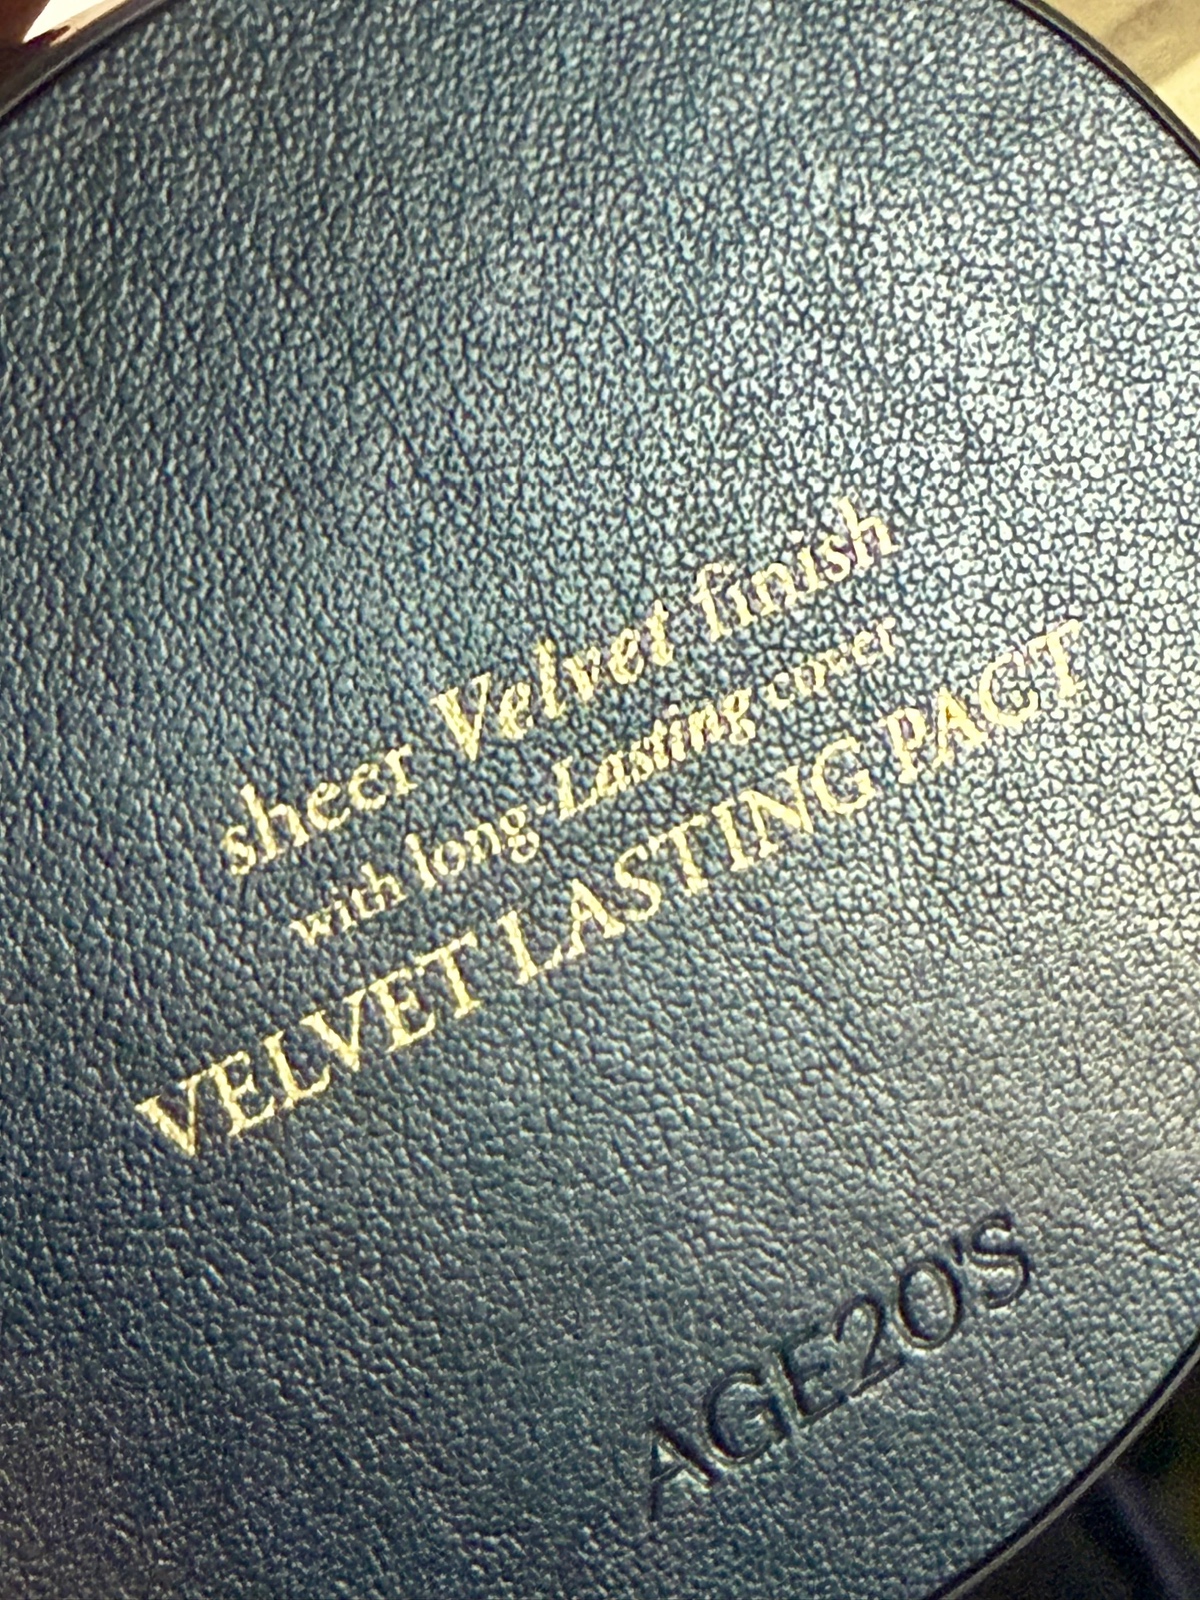 sheer Velvet finish
with long-Lasting cover
VELVET LASTING PACT
AGE20'S